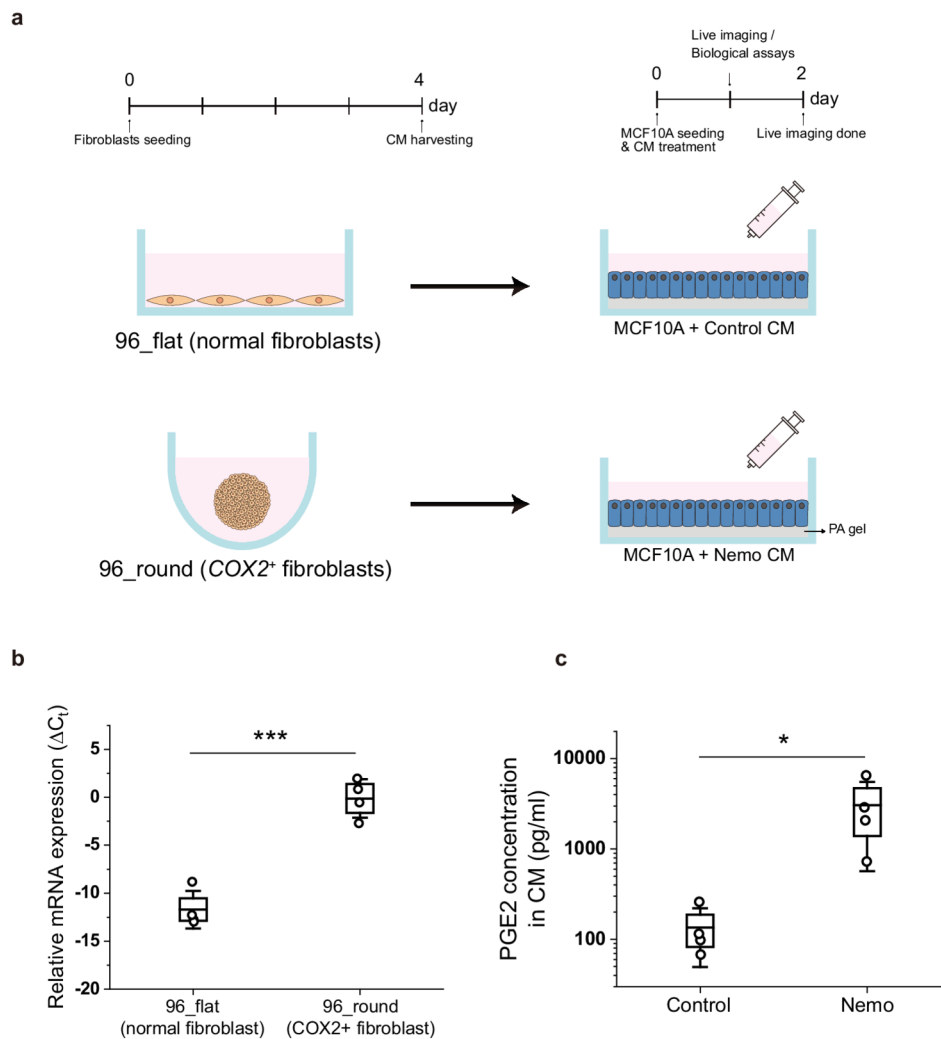 a
Live imaging /
Biological assays
0
4
day
Fibroblasts seeding
CM harvesting
0
2
day
MCF10A seeding
& CM treatment
Live imaging done
96_flat (normal fibroblasts)
MCF10A + Control CM
96_round (COX2+ fibroblasts)
PA gel
MCF10A + Nemo CM
b
Relative mRNA expression (ΔCt)
5
0
-5
-10
-15
-20
***
96_flat
(normal fibroblast)
96_round
(COX2+ fibroblast)
c
PGE2 concentration
in CM (pg/ml)
10000
1000
100
*
Control
Nemo